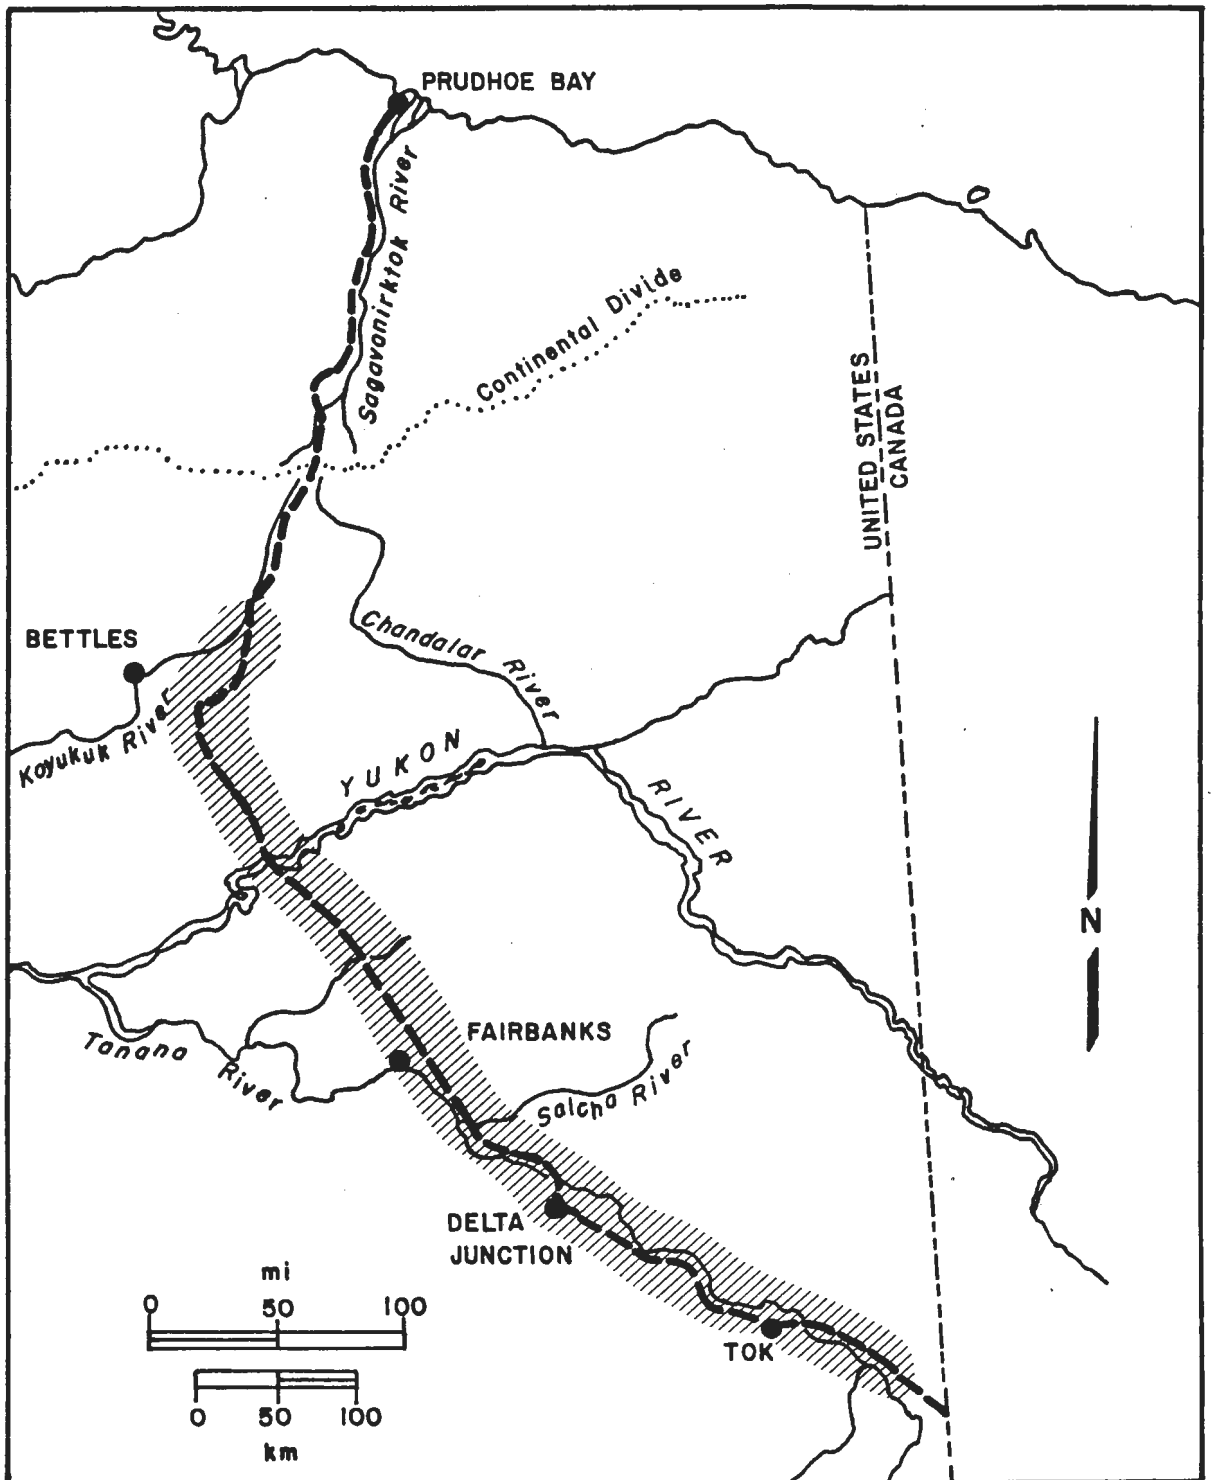 PRUDHOE BAY
Sagavanirktok River
Continental Divide
UNITED STATES
CANADA
BETTLES
Koyukuk River
Chandalar River
YUKON
RIVER
N
Tanana
River
FAIRBANKS
Salcha River
DELTA
JUNCTION
TOK
mi
0 50 100
0 50 100
km